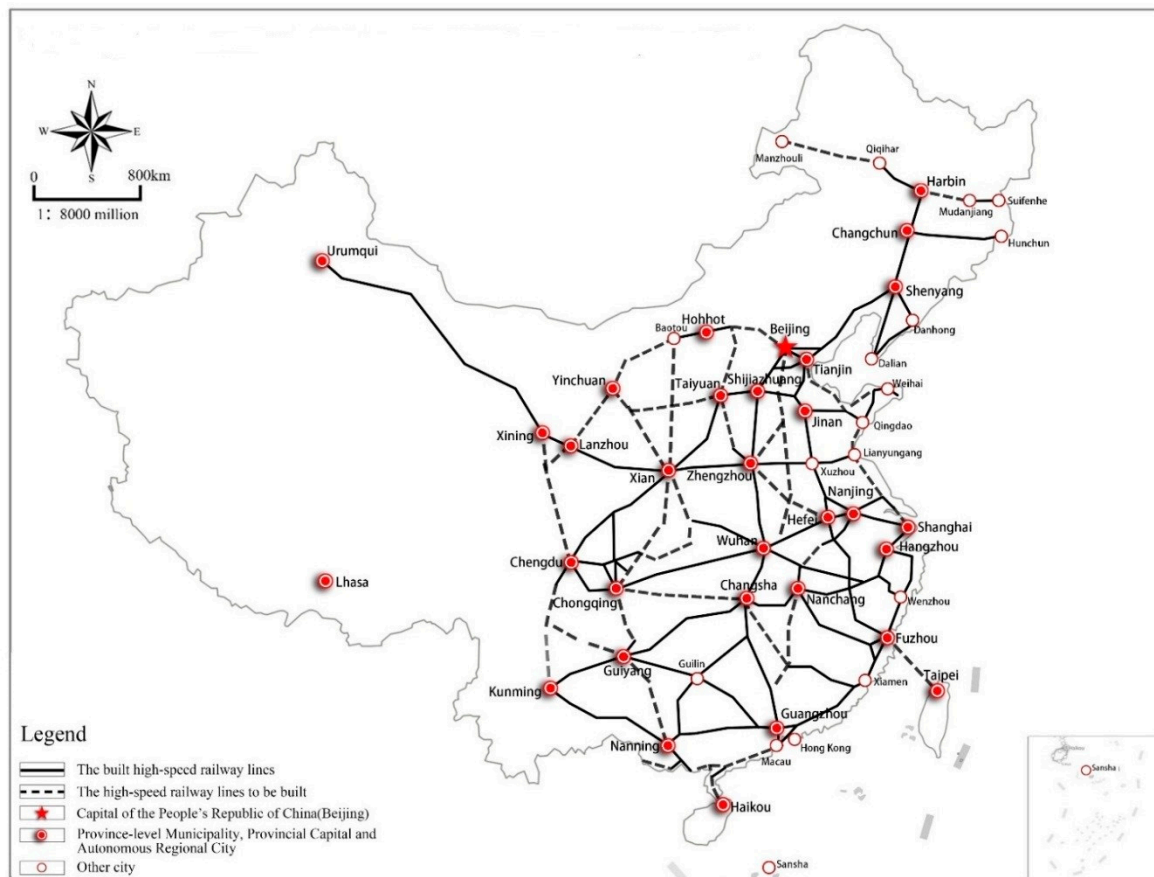 N
W E
S
0 800km
1: 8000 million
Manzhouli
Qiqihar
Harbin
Mudanjiang
Suifenhe
Changchun
Hunchun
Urumqui
Shenyang
Danhong
Hohhot
Baotou
Beijing
Tianjin
Dalian
Yinchuan
Taiyuan
Shijiazhuang
Weihai
Jinan
Qingdao
Xining
Lanzhou
Lianyungang
Xian
Zhengzhou
Xuzhou
Nanjing
Hefei
Shanghai
Wuhan
Hangzhou
Chengdu
Lhasa
Chongqing
Changsha
Nanchang
Wenzhou
Fuzhou
Guiyang
Guilin
Xiamen
Taipei
Kunming
Guangzhou
Nanning
Hong Kong
Macau
Haikou
Sansha
Sansha
Legend
The built high-speed railway lines
The high-speed railway lines to be built
Capital of the People's Republic of China(Beijing)
Province-level Municipality, Provincial Capital and
Autonomous Regional City
Other city